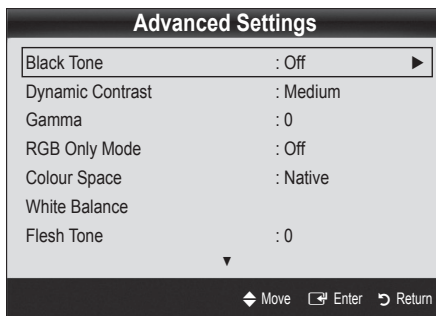 Advanced Settings
Black Tone : Off ►
Dynamic Contrast : Medium
Gamma : 0
RGB Only Mode : Off
Colour Space : Native
White Balance
Flesh Tone : 0
▼
Move Enter Return